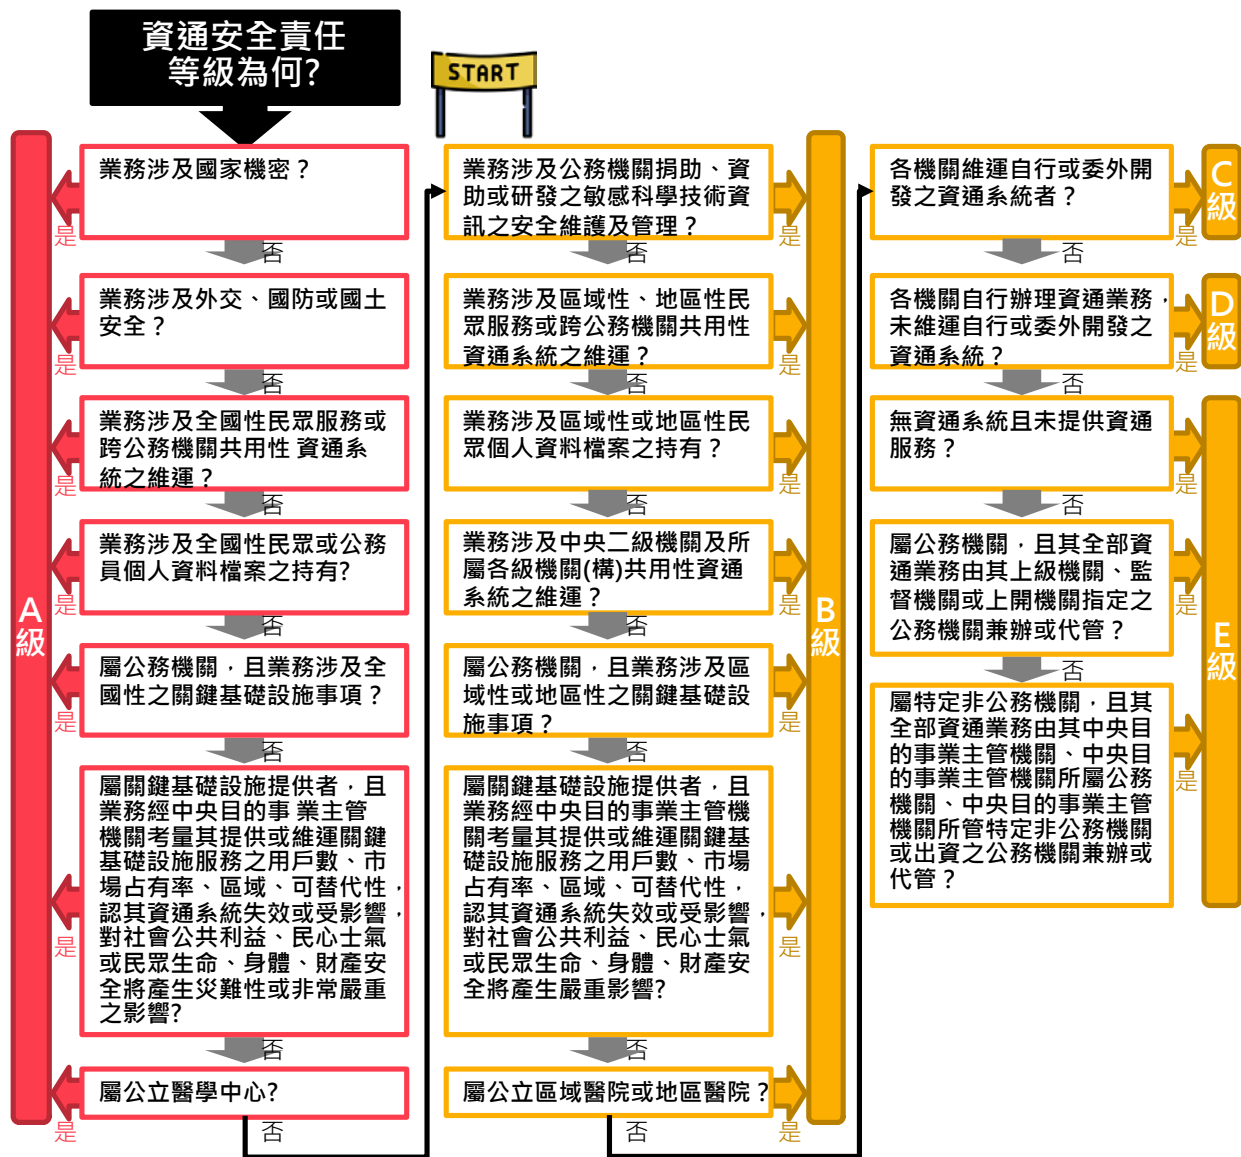 資通安全責任
等級為何?
START
A
級
業務涉及國家機密？
是
否
業務涉及外交、國防或國土
安全？
是
否
業務涉及全國性民眾服務或
跨公務機關共用性 資通系
統之維運？
是
否
業務涉及全國性民眾或公務
員個人資料檔案之持有?
是
否
屬公務機關，且業務涉及全
國性之關鍵基礎設施事項？
是
否
屬關鍵基礎設施提供者，且
業務經中央目的事 業主管
機關考量其提供或維運關鍵
基礎設施服務之用戶數、市
場占有率、區域、可替代性，
認其資通系統失效或受影響，
對社會公共利益、民心士氣
或民眾生命、身體、財產安
全將產生災難性或非常嚴重
之影響?
是
否
屬公立醫學中心?
是
否
業務涉及公務機關捐助、資
助或研發之敏感科學技術資
訊之安全維護及管理？
是
否
業務涉及區域性、地區性民
眾服務或跨公務機關共用性
資通系統之維運？
是
否
業務涉及區域性或地區性民
眾個人資料檔案之持有？
是
否
業務涉及中央二級機關及所
屬各級機關(構)共用性資通
系統之維運？
是
否
屬公務機關，且業務涉及區
域性或地區性之關鍵基礎設
施事項？
是
否
屬關鍵基礎設施提供者，且
業務經中央目的事業主管機
關考量其提供或維運關鍵基
礎設施服務之用戶數、市場
占有率、區域、可替代性，
認其資通系統失效或受影響，
對社會公共利益、民心士氣
或民眾生命、身體、財產安
全將產生嚴重影響?
是
否
屬公立區域醫院或地區醫院？
是
否
B
級
各機關維運自行或委外開
發之資通系統者？
是
否
C
級
各機關自行辦理資通業務，
未維運自行或委外開發之
資通系統？
是
否
D
級
無資通系統且未提供資通
服務？
是
否
屬公務機關，且其全部資
通業務由其上級機關、監
督機關或上開機關指定之
公務機關兼辦或代管？
是
否
屬特定非公務機關，且其
全部資通業務由其中央目
的事業主管機關、中央目
的事業主管機關所屬公務
機關、中央目的事業主管
機關所管特定非公務機關
或出資之公務機關兼辦或
代管？
是
E
級